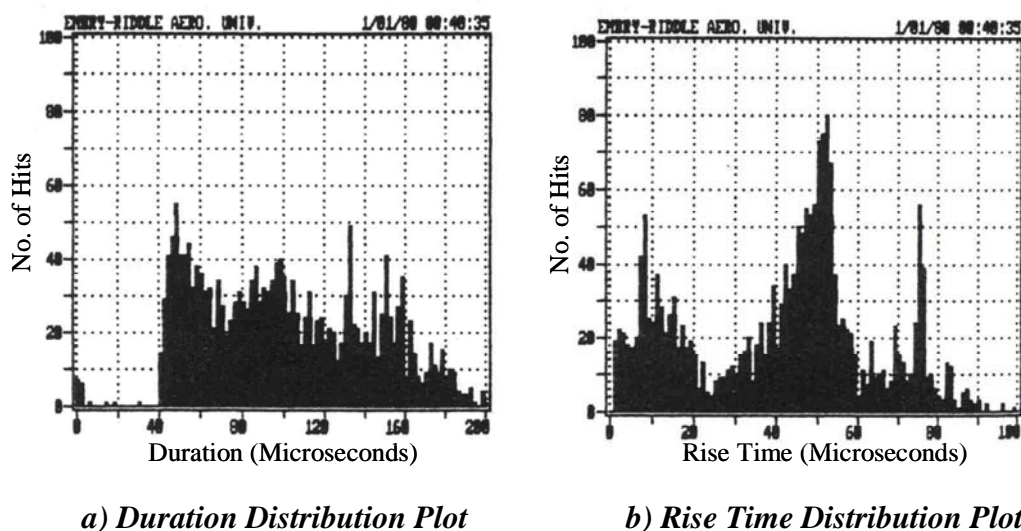 EMBRY-RIDDLE AERO. UNIV. 1/01/80 00:40:35
100
80
60
40
20
0
No. of Hits
0 40 80 120 160 200
Duration (Microseconds)
a) Duration Distribution Plot
EMBRY-RIDDLE AERO. UNIV. 1/01/80 00:40:35
100
80
60
40
20
0
No. of Hits
0 20 40 60 80 100
Rise Time (Microseconds)
b) Rise Time Distribution Plot